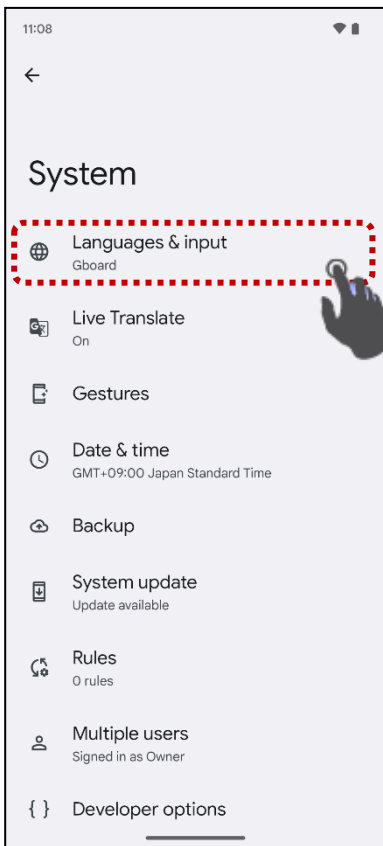 11:08
System
Languages & input
Gboard
Live Translate
On
Gestures
Date & time
GMT+09:00 Japan Standard Time
Backup
System update
Update available
Rules
0 rules
Multiple users
Signed in as Owner
{ } Developer options